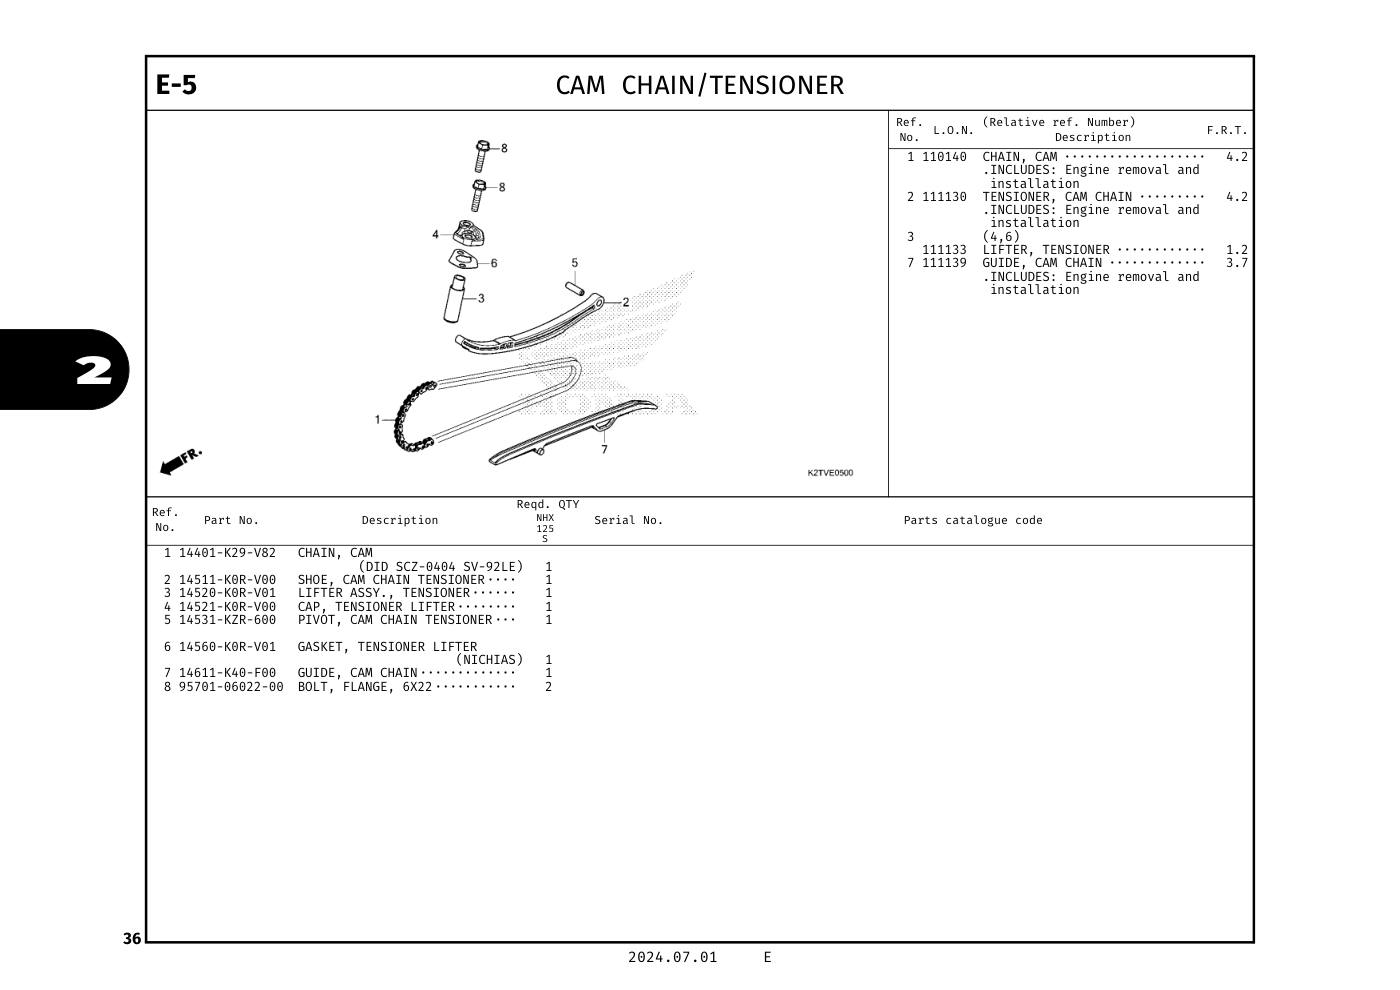 E-5
CAM CHAIN/TENSIONER
8
8
4
6
5
3
2
1
7
HONDA
FR.
K2TVE0500
Ref. No. L.O.N. (Relative ref. Number) Description F.R.T.
1 110140 CHAIN, CAM ··················· 4.2
.INCLUDES: Engine removal and
installation
2 111130 TENSIONER, CAM CHAIN ········· 4.2
.INCLUDES: Engine removal and
installation
3 (4,6)
111133 LIFTER, TENSIONER ············ 1.2
7 111139 GUIDE, CAM CHAIN ············· 3.7
.INCLUDES: Engine removal and
installation
2
Ref. No. Part No. Description Reqd. QTY NHX 125 S Serial No. Parts catalogue code
1 14401-K29-V82 CHAIN, CAM
(DID SCZ-0404 SV-92LE) 1
2 14511-K0R-V00 SHOE, CAM CHAIN TENSIONER···· 1
3 14520-K0R-V01 LIFTER ASSY., TENSIONER······ 1
4 14521-K0R-V00 CAP, TENSIONER LIFTER········ 1
5 14531-KZR-600 PIVOT, CAM CHAIN TENSIONER··· 1
6 14560-K0R-V01 GASKET, TENSIONER LIFTER
(NICHIAS) 1
7 14611-K40-F00 GUIDE, CAM CHAIN············· 1
8 95701-06022-00 BOLT, FLANGE, 6X22··········· 2
36
2024.07.01 E